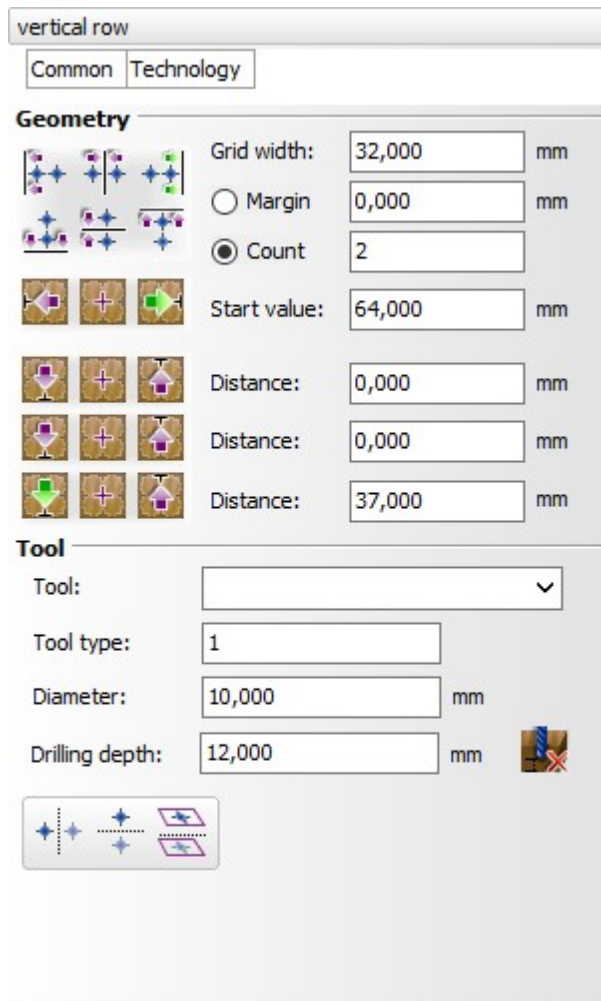 vertical row
Common Technology
Geometry
Grid width: 32,000 mm
Margin 0,000 mm
Count 2
Start value: 64,000 mm
Distance: 0,000 mm
Distance: 0,000 mm
Distance: 37,000 mm
Tool
Tool:
Tool type: 1
Diameter: 10,000 mm
Drilling depth: 12,000 mm